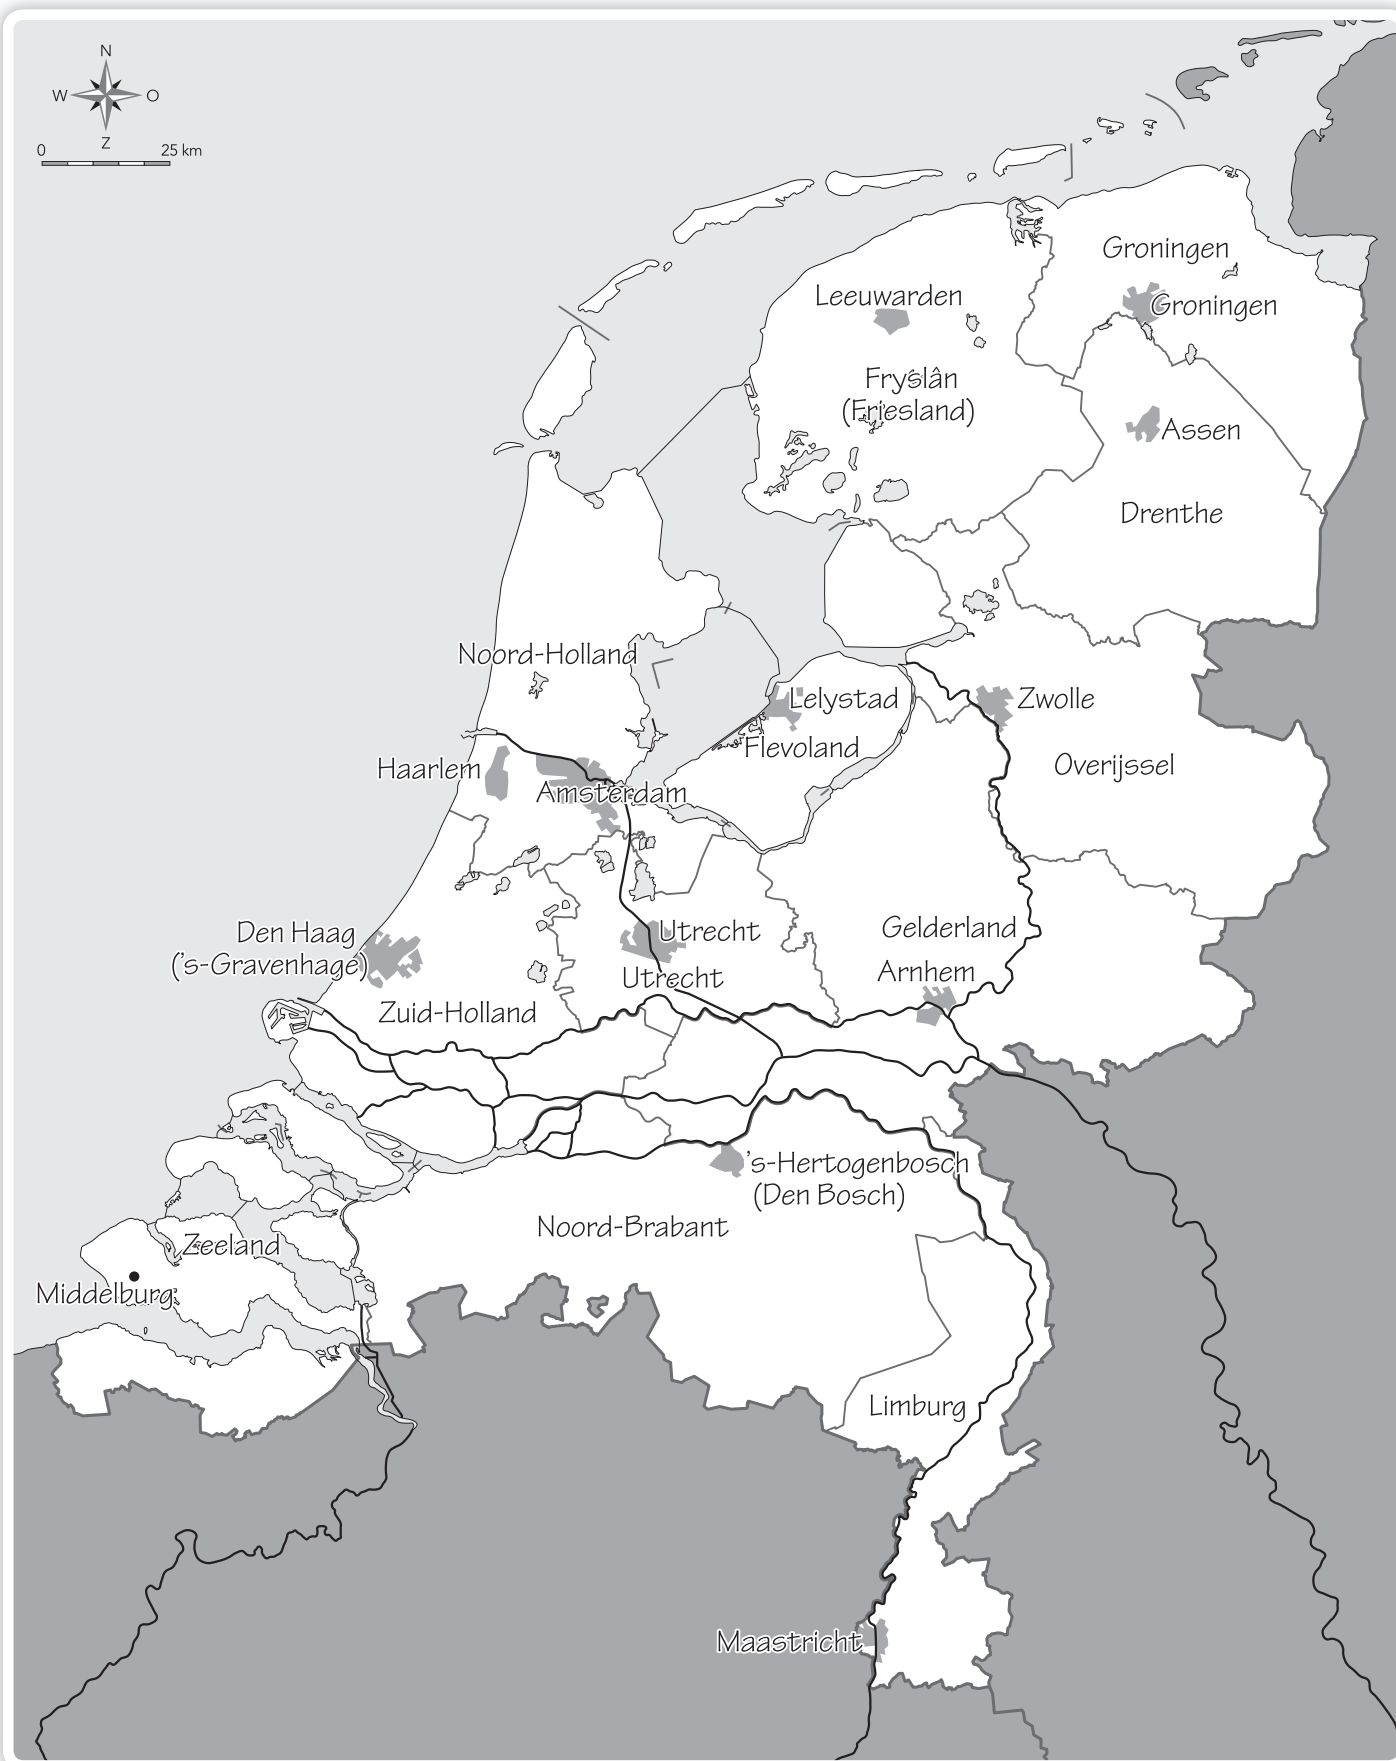 N
W O
Z
0 25 km
Groningen
Leeuwarden
Groningen
Fryslân
(Friesland)
Assen
Drenthe
Noord-Holland
Lelystad
Zwolle
Flevoland
Overijssel
Haarlem
Amsterdam
Den Haag
('s-Gravenhage)
Utrecht
Gelderland
Utrecht
Arnhem
Zuid-Holland
's-Hertogenbosch
(Den Bosch)
Noord-Brabant
Zeeland
Middelburg
Limburg
Maastricht